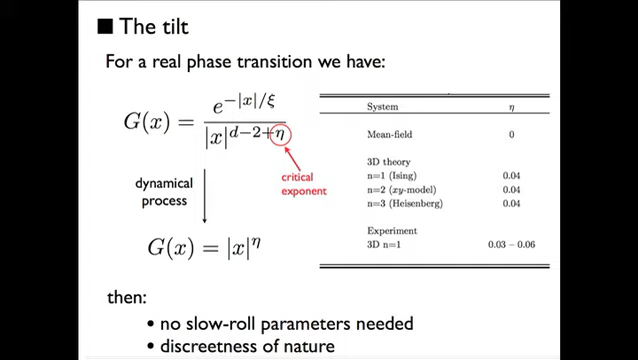 ■ The tilt
For a real phase transition we have:
G(x) = e^{-|x|/ξ} / |x|^{d-2+η}
critical
exponent
dynamical
process
G(x) = |x|^η
System η
Mean-field 0
3D theory
n=1 (Ising) 0.04
n=2 (xy-model) 0.04
n=3 (Heisenberg) 0.04
Experiment
3D n=1 0.03 – 0.06
then:
• no slow-roll parameters needed
• discreteness of nature